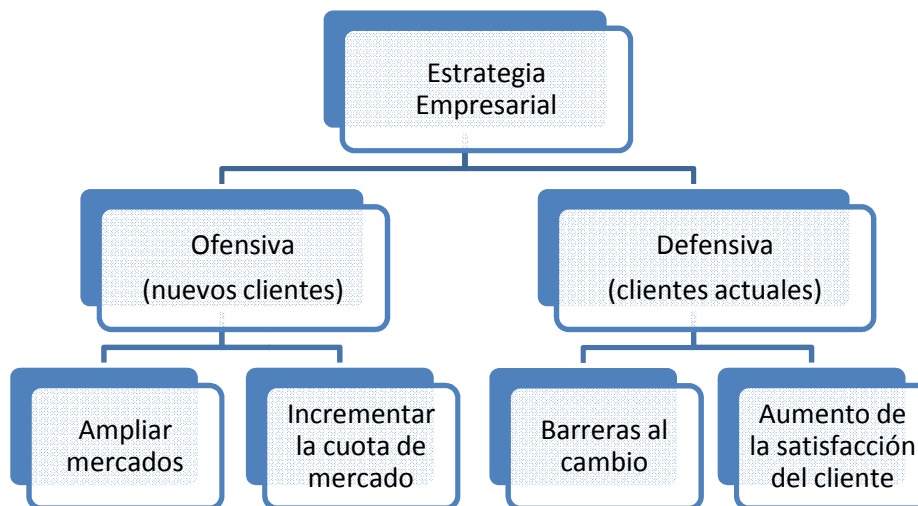 Estrategia
Empresarial
Ofensiva
(nuevos clientes)
Defensiva
(clientes actuales)
Ampliar
mercados
Incrementar
la cuota de
mercado
Barreras al
cambio
Aumento de
la satisfacción
del cliente